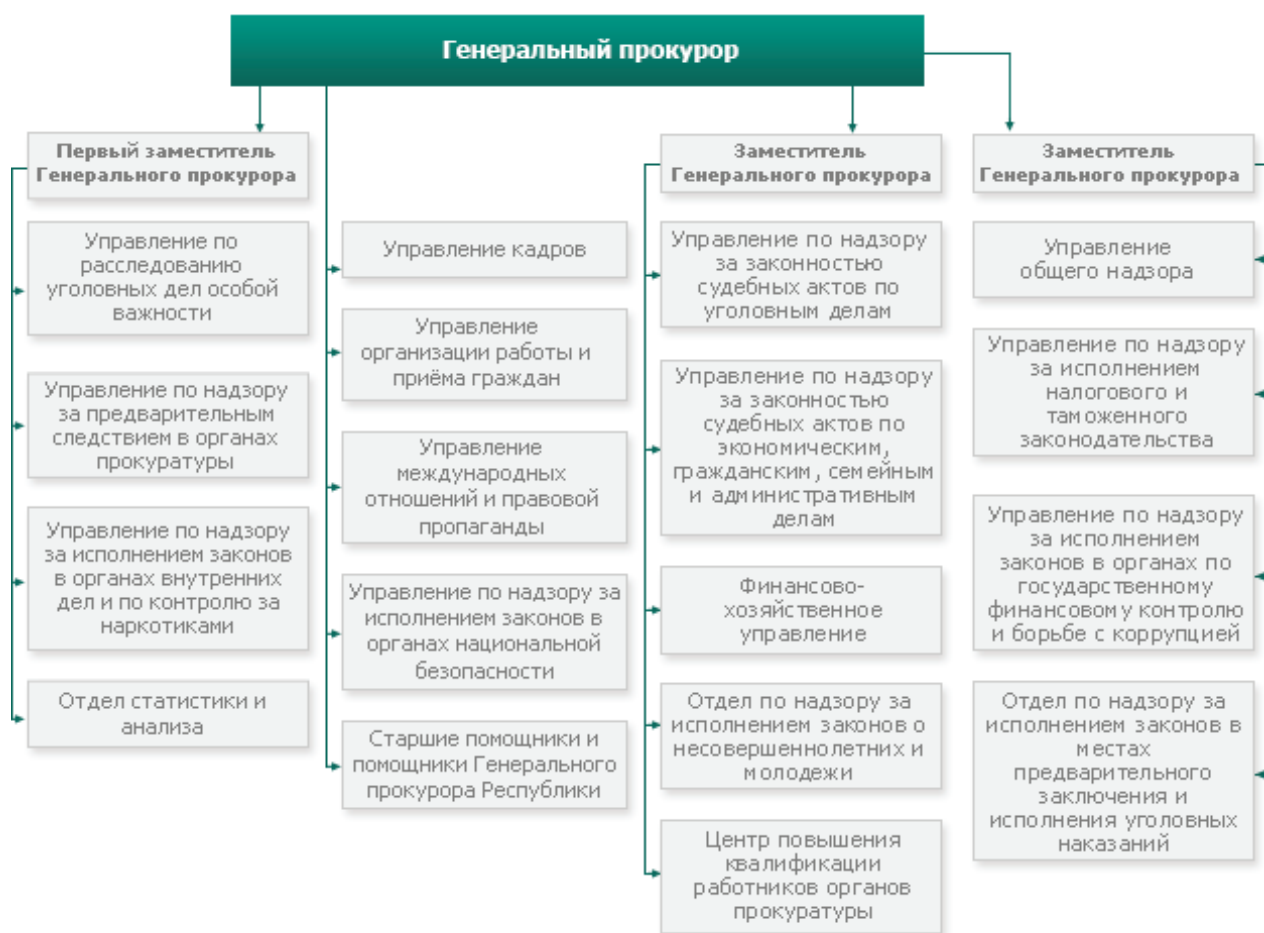 Генеральный прокурор
Первый заместитель
Генерального прокурора
Управление по
расследованию
уголовных дел особой
важности
Управление по надзору
за предварительным
следствием в органах
прокуратуры
Управление по надзору
за исполнением законов
в органах внутренних
дел и по контролю за
наркотиками
Отдел статистики и
анализа
Управление кадров
Управление
организации работы и
приёма граждан
Управление
международных
отношений и правовой
пропаганды
Управление по надзору за
исполнением законов в
органах национальной
безопасности
Старшие помощники и
помощники Генерального
прокурора Республики
Заместитель
Генерального прокурора
Управление по надзору
за законностью
судебных актов по
уголовным делам
Управление по надзору
за законностью
судебных актов по
экономическим,
гражданским, семейным
и административным
делам
Финансово-
хозяйственное
управление
Отдел по надзору за
исполнением законов о
несовершеннолетних и
молодежи
Центр повышения
квалификации
работников органов
прокуратуры
Заместитель
Генерального прокурора
Управление
общего надзора
Управление по надзору
за исполнением
налогового и
таможенного
законодательства
Управление по надзору
за исполнением
законов в органах по
государственному
финансовому контролю
и борьбе с коррупцией
Отдел по надзору за
исполнением законов в
местах
предварительного
заключения и
исполнения уголовных
наказаний